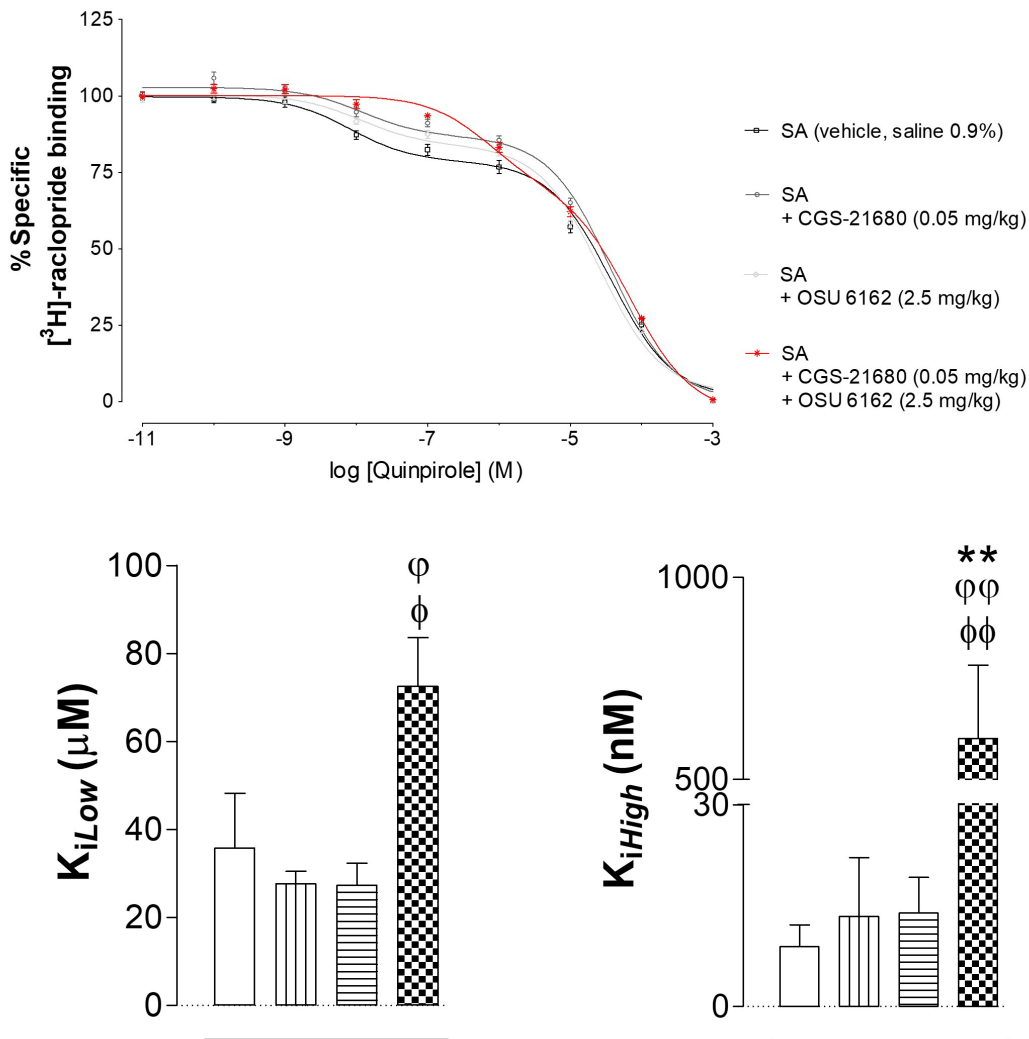 125
100
75
50
25
0
% Specific
[³H]-raclopride binding
-11
-9
-7
-5
-3
log [Quinpirole] (M)
SA (vehicle, saline 0.9%)
SA
+ CGS-21680 (0.05 mg/kg)
SA
+ OSU 6162 (2.5 mg/kg)
SA
+ CGS-21680 (0.05 mg/kg)
+ OSU 6162 (2.5 mg/kg)
100
80
60
40
20
0
KiLow (μM)
φ
ϕ
1000
500
30
0
KiHigh (nM)
**
φφ
ϕϕ